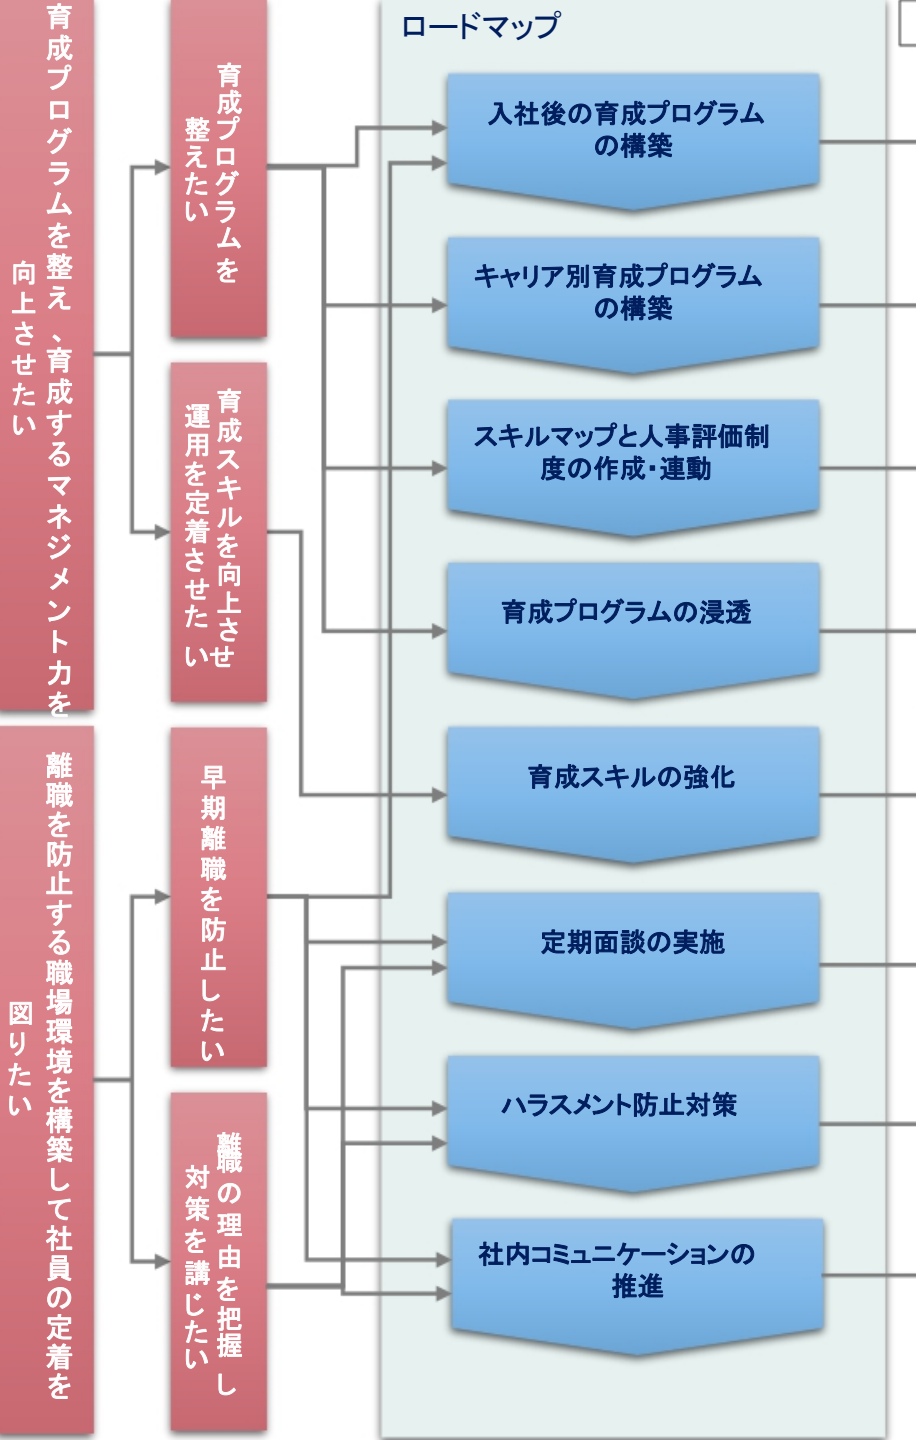 育成プログラムを整え、育成するマネジメント力を
向上させたい
離職を防止する職場環境を構築して社員の定着を
図りたい
育成プログラムを
整えたい
育成スキルを向上させ
運用を定着させたい
早期離職を防止したい
離職の理由を把握し
対策を講じたい
ロードマップ
入社後の育成プログラム
の構築
キャリア別育成プログラム
の構築
スキルマップと人事評価制
度の作成・連動
育成プログラムの浸透
育成スキルの強化
定期面談の実施
ハラスメント防止対策
社内コミュニケーションの
推進